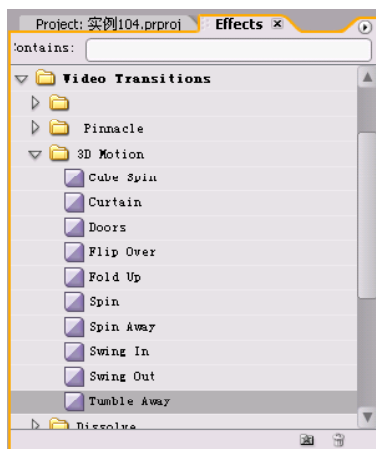 Project: 实例104.prproj Effects
ontains:
Video Transitions
Pinnacle
3D Motion
Cube Spin
Curtain
Doors
Flip Over
Fold Up
Spin
Spin Away
Swing In
Swing Out
Tumble Away
Dissolve